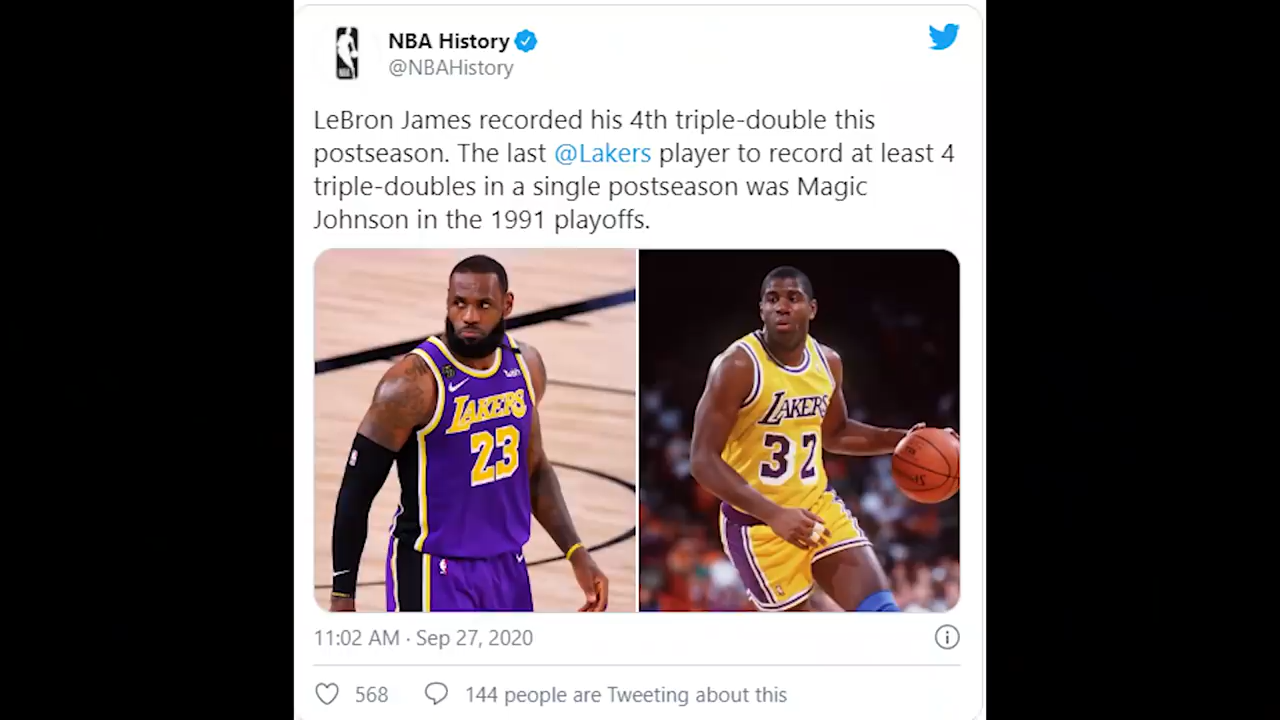 NBA History
@NBAHistory
LeBron James recorded his 4th triple-double this
postseason. The last @Lakers player to record at least 4
triple-doubles in a single postseason was Magic
Johnson in the 1991 playoffs.
LAKERS
23
LAKERS
32
11:02 AM · Sep 27, 2020
568
144 people are Tweeting about this